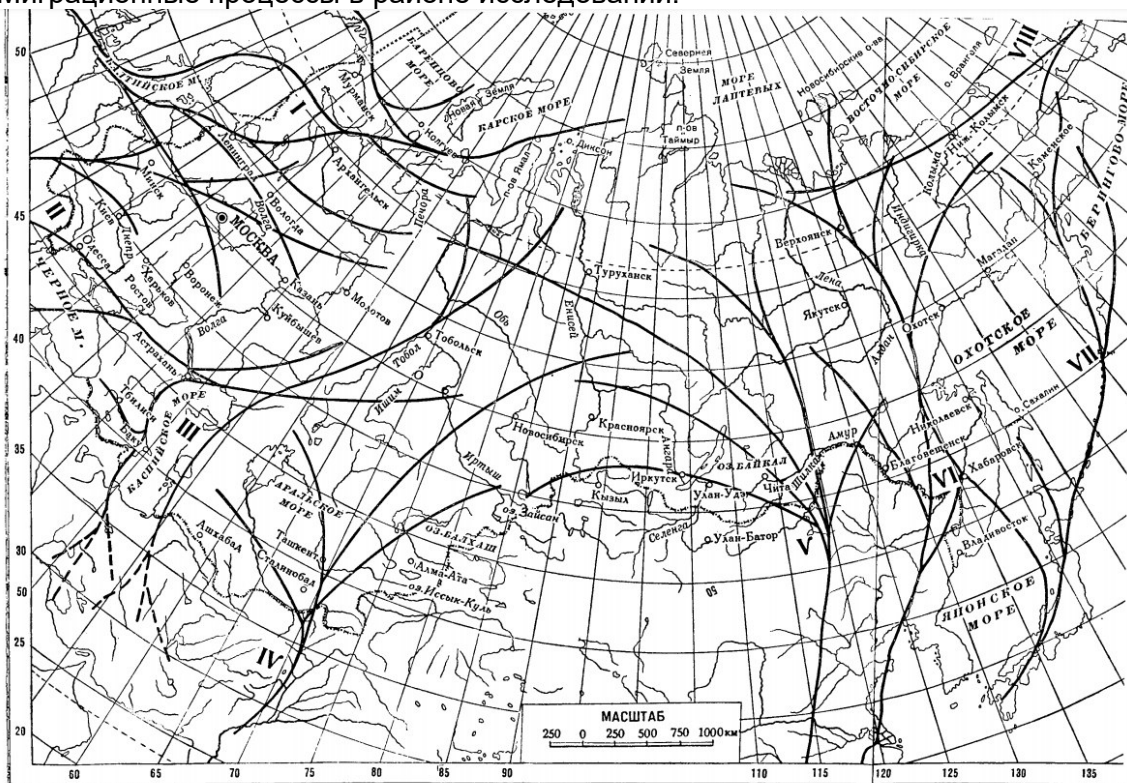 Миграционные процессы в районе исследований.
БАЛТИЙСКОЕ М.
БАРЕНЦОВО
МОРЕ
Новая Земля
КАРСКОЕ МОРЕ
Северная
Земля
МОРЕ
ЛАПТЕВЫХ
Новосибирские о-ва
ВОСТОЧНО-СИБИРСКОЕ
МОРЕ
о. Врангеля
VIII
50
I
Мурманск
о. Колгуев
п-ов Ямал
Диксон
п-ов
Таймыр
Нижн-Колымск
Колыма
Каменское
БЕРИНГОВО МОРЕ
Ленинград
Архангельск
Печора
Минск
Волга
Вологда
МОСКВА
Верхоянск
Индигирка
Магадан
45
II
Киев
Днепр
Одесса
Харьков
Ростов
Воронеж
Казань
Молотов
Куйбышев
Туруханск
Енисей
Обь
Лена
Якутск
Алдан
Охотск
ОХОТСКОЕ
МОРЕ
VII
ЧЕРНОЕ М.
40
Волга
Астрахань
Тобол
Тобольск
Ишим
Тбилиси
Баку
КАСПИЙСКОЕ МОРЕ
III
35
Новосибирск
Красноярск
Ангара
ОЗ.БАЙКАЛ
Амур
Николаевск
Сахалин
Благовещенск
Хабаровск
VI
АРАЛЬСКОЕ
МОРЕ
Иртыш
Кызыл
Иркутск
Улан-Удэ
Чита
Шилка
оз.Зайсан
Селенга
Улан-Батор
V
Владивосток
30
Ашхабад
Ташкент
Сталинобад
ОЗ.БАЛХАШ
Алма-Ата
оз.Иссык-Куль
50
50
ЯПОНСКОЕ
МОРЕ
25
IV
20
МАСШТАБ
250 0 250 500 750 1000 км
60 65 70 75 80 85 90 110 115 120 125 130 135